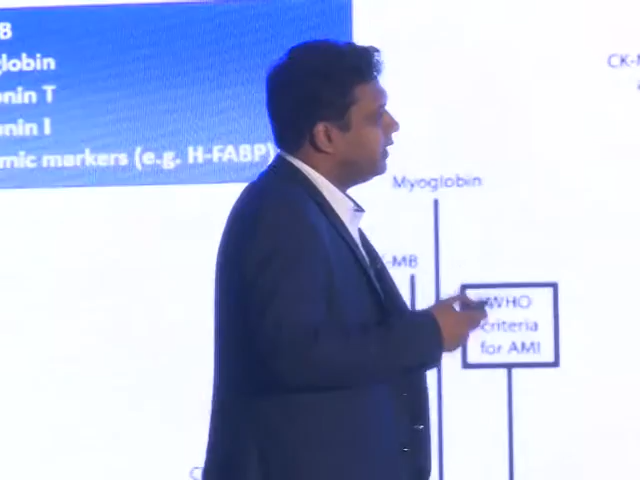 B
globin
onin T
onin I
mic markers (e.g. H-FABP)
CK-M
Myoglobin
-MB
WHO
criteria
for AMI
C